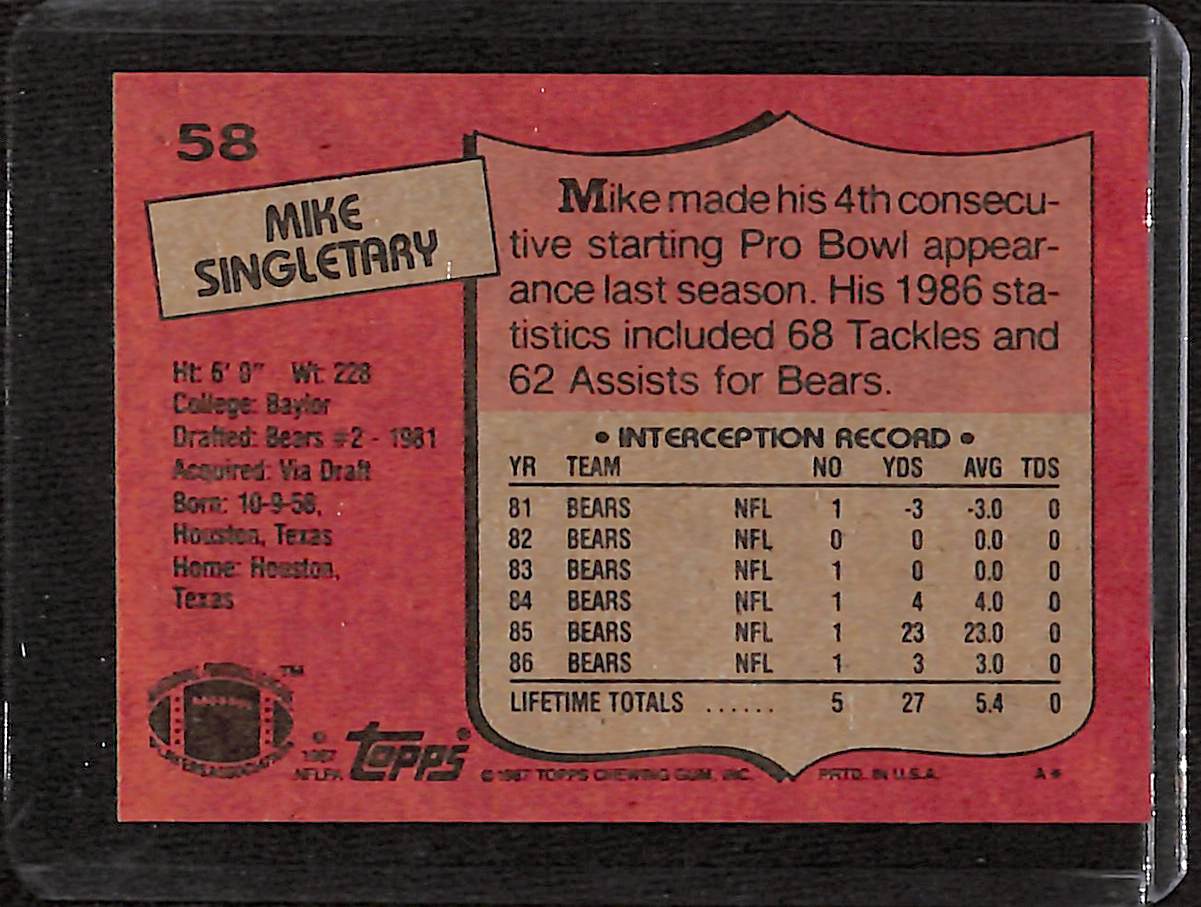 58
MIKE
SINGLETARY
Ht: 6' 0" Wt: 228
College: Baylor
Drafted: Bears #2 - 1981
Acquired: Via Draft
Born: 10-9-58,
Houston, Texas
Home: Houston,
Texas
Mike made his 4th consecu-
tive starting Pro Bowl appear-
ance last season. His 1986 sta-
tistics included 68 Tackles and
62 Assists for Bears.
• INTERCEPTION RECORD •
YR TEAM NO YDS AVG TDS
81 BEARS NFL 1 -3 -3.0 0
82 BEARS NFL 0 0 0.0 0
83 BEARS NFL 1 0 0.0 0
84 BEARS NFL 1 4 4.0 0
85 BEARS NFL 1 23 23.0 0
86 BEARS NFL 1 3 3.0 0
LIFETIME TOTALS ...... 5 27 5.4 0
TM
© 1987 NFLPA
Topps®
© 1987 TOPPS CHEWING GUM, INC. PRTD. IN U.S.A. A*